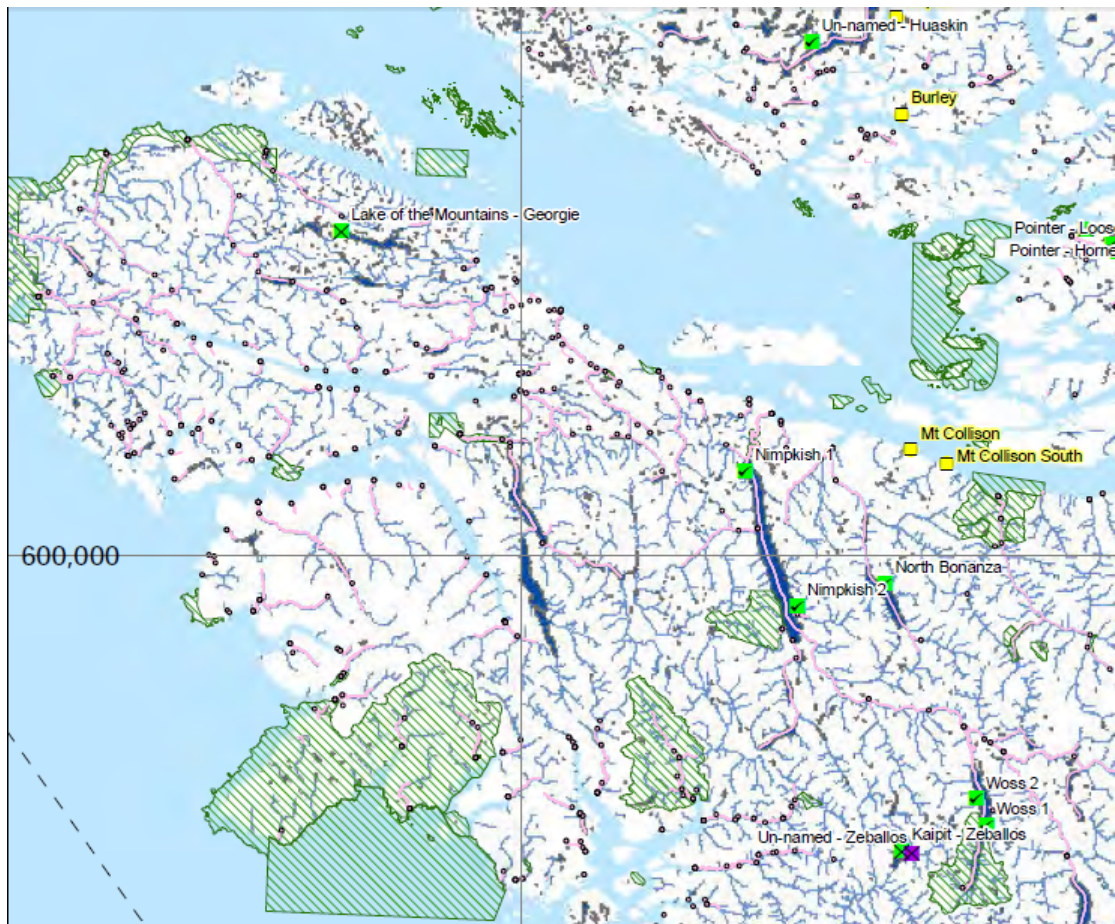 Un-named - Huaskin
Burley
Lake of the Mountains - Georgie
Pointer - Loose
Pointer - Horne
Mt Collison
Mt Collison South
Nimpkish 1
600,000
North Bonanza
Nimpkish 2
Woss 2
Woss 1
Un-named - Zeballos
Kaipit - Zeballos